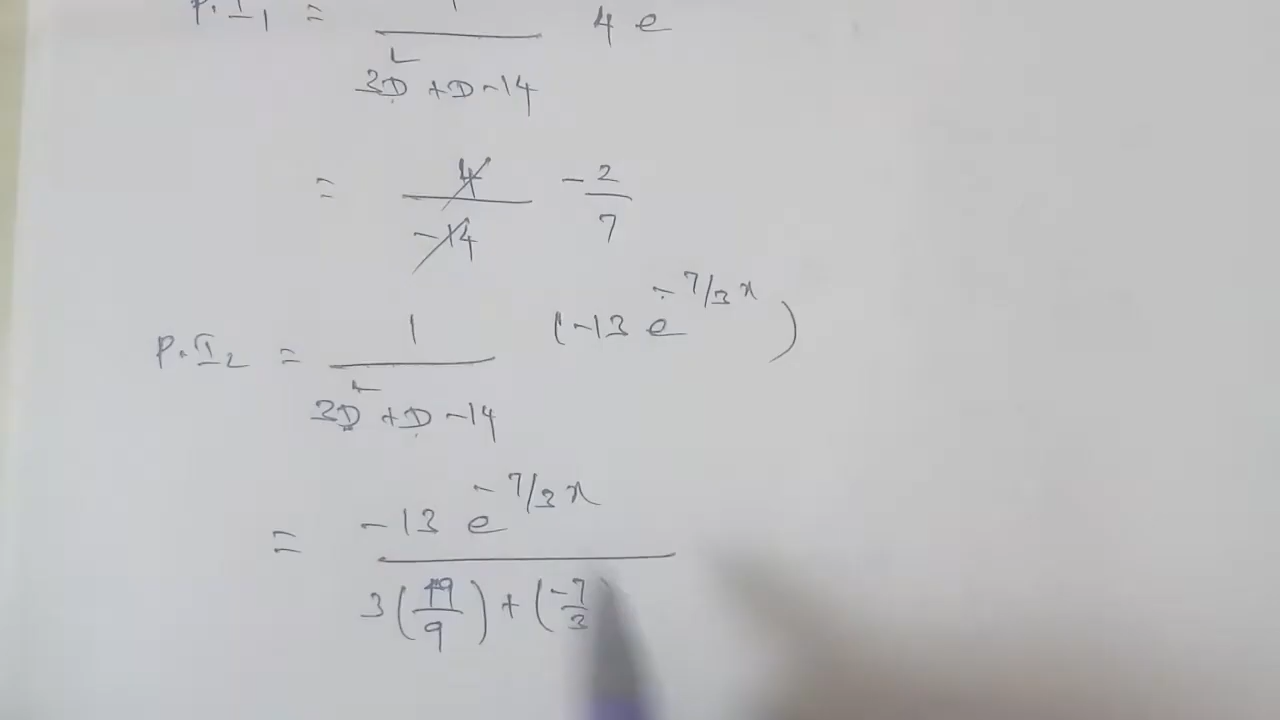 P.I₁ = 1/(3D² + D - 14) 4e
= 4/-14 - 2/7
P.I₂ = 1/(3D² + D - 14) (-13 e^(-7/3 x))
= -13 e^(-7/3 x) / 3(49/9) + (-7/3)